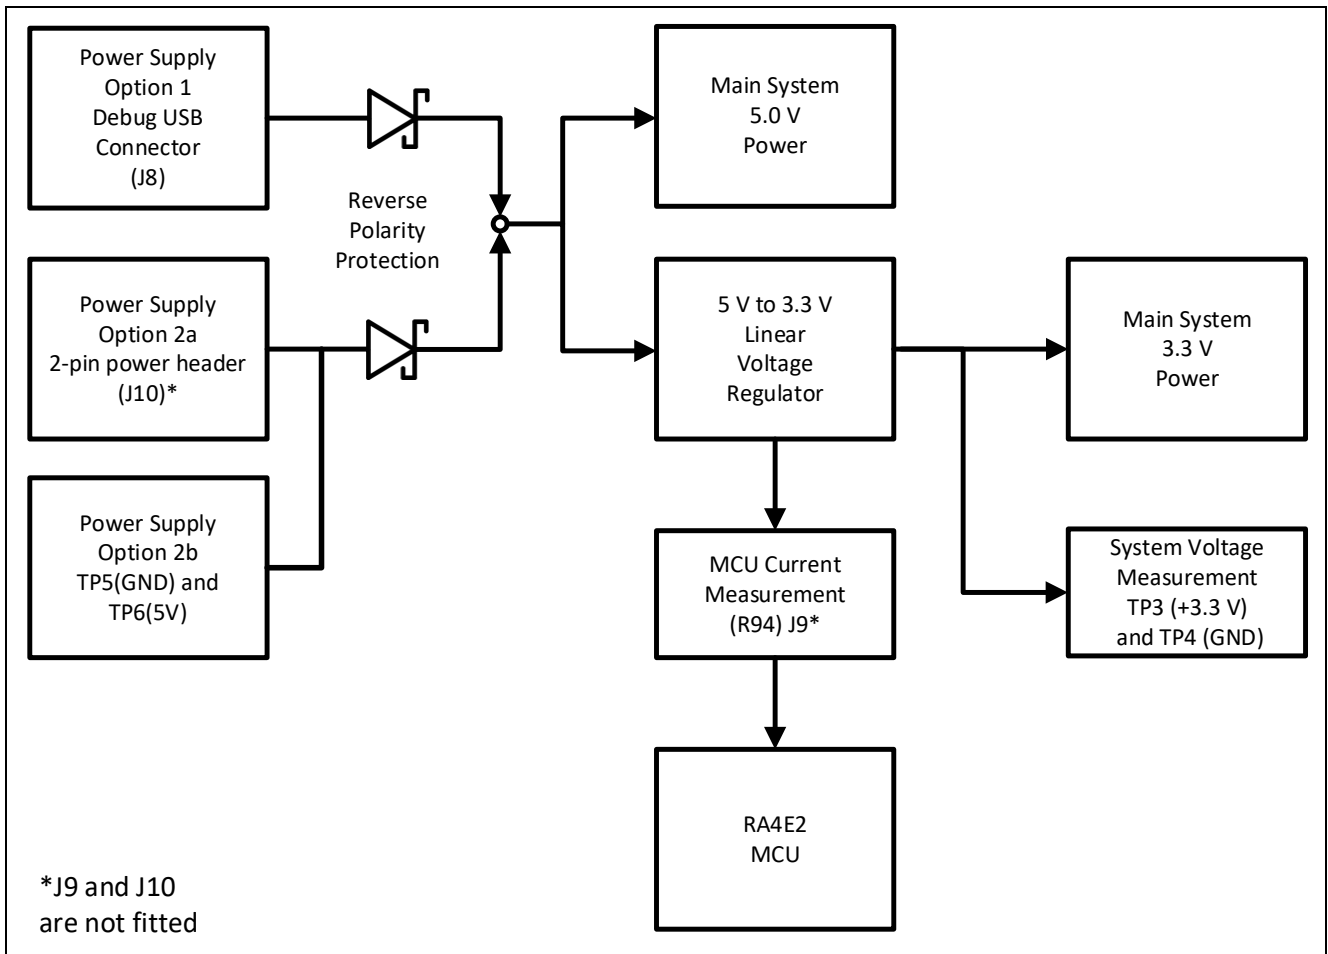 Power Supply
Option 1
Debug USB
Connector
(J8)
Reverse
Polarity
Protection
Power Supply
Option 2a
2-pin power header
(J10)*
Power Supply
Option 2b
TP5(GND) and
TP6(5V)
Main System
5.0 V
Power
5 V to 3.3 V
Linear
Voltage
Regulator
Main System
3.3 V
Power
MCU Current
Measurement
(R94) J9*
System Voltage
Measurement
TP3 (+3.3 V)
and TP4 (GND)
RA4E2
MCU
*J9 and J10
are not fitted